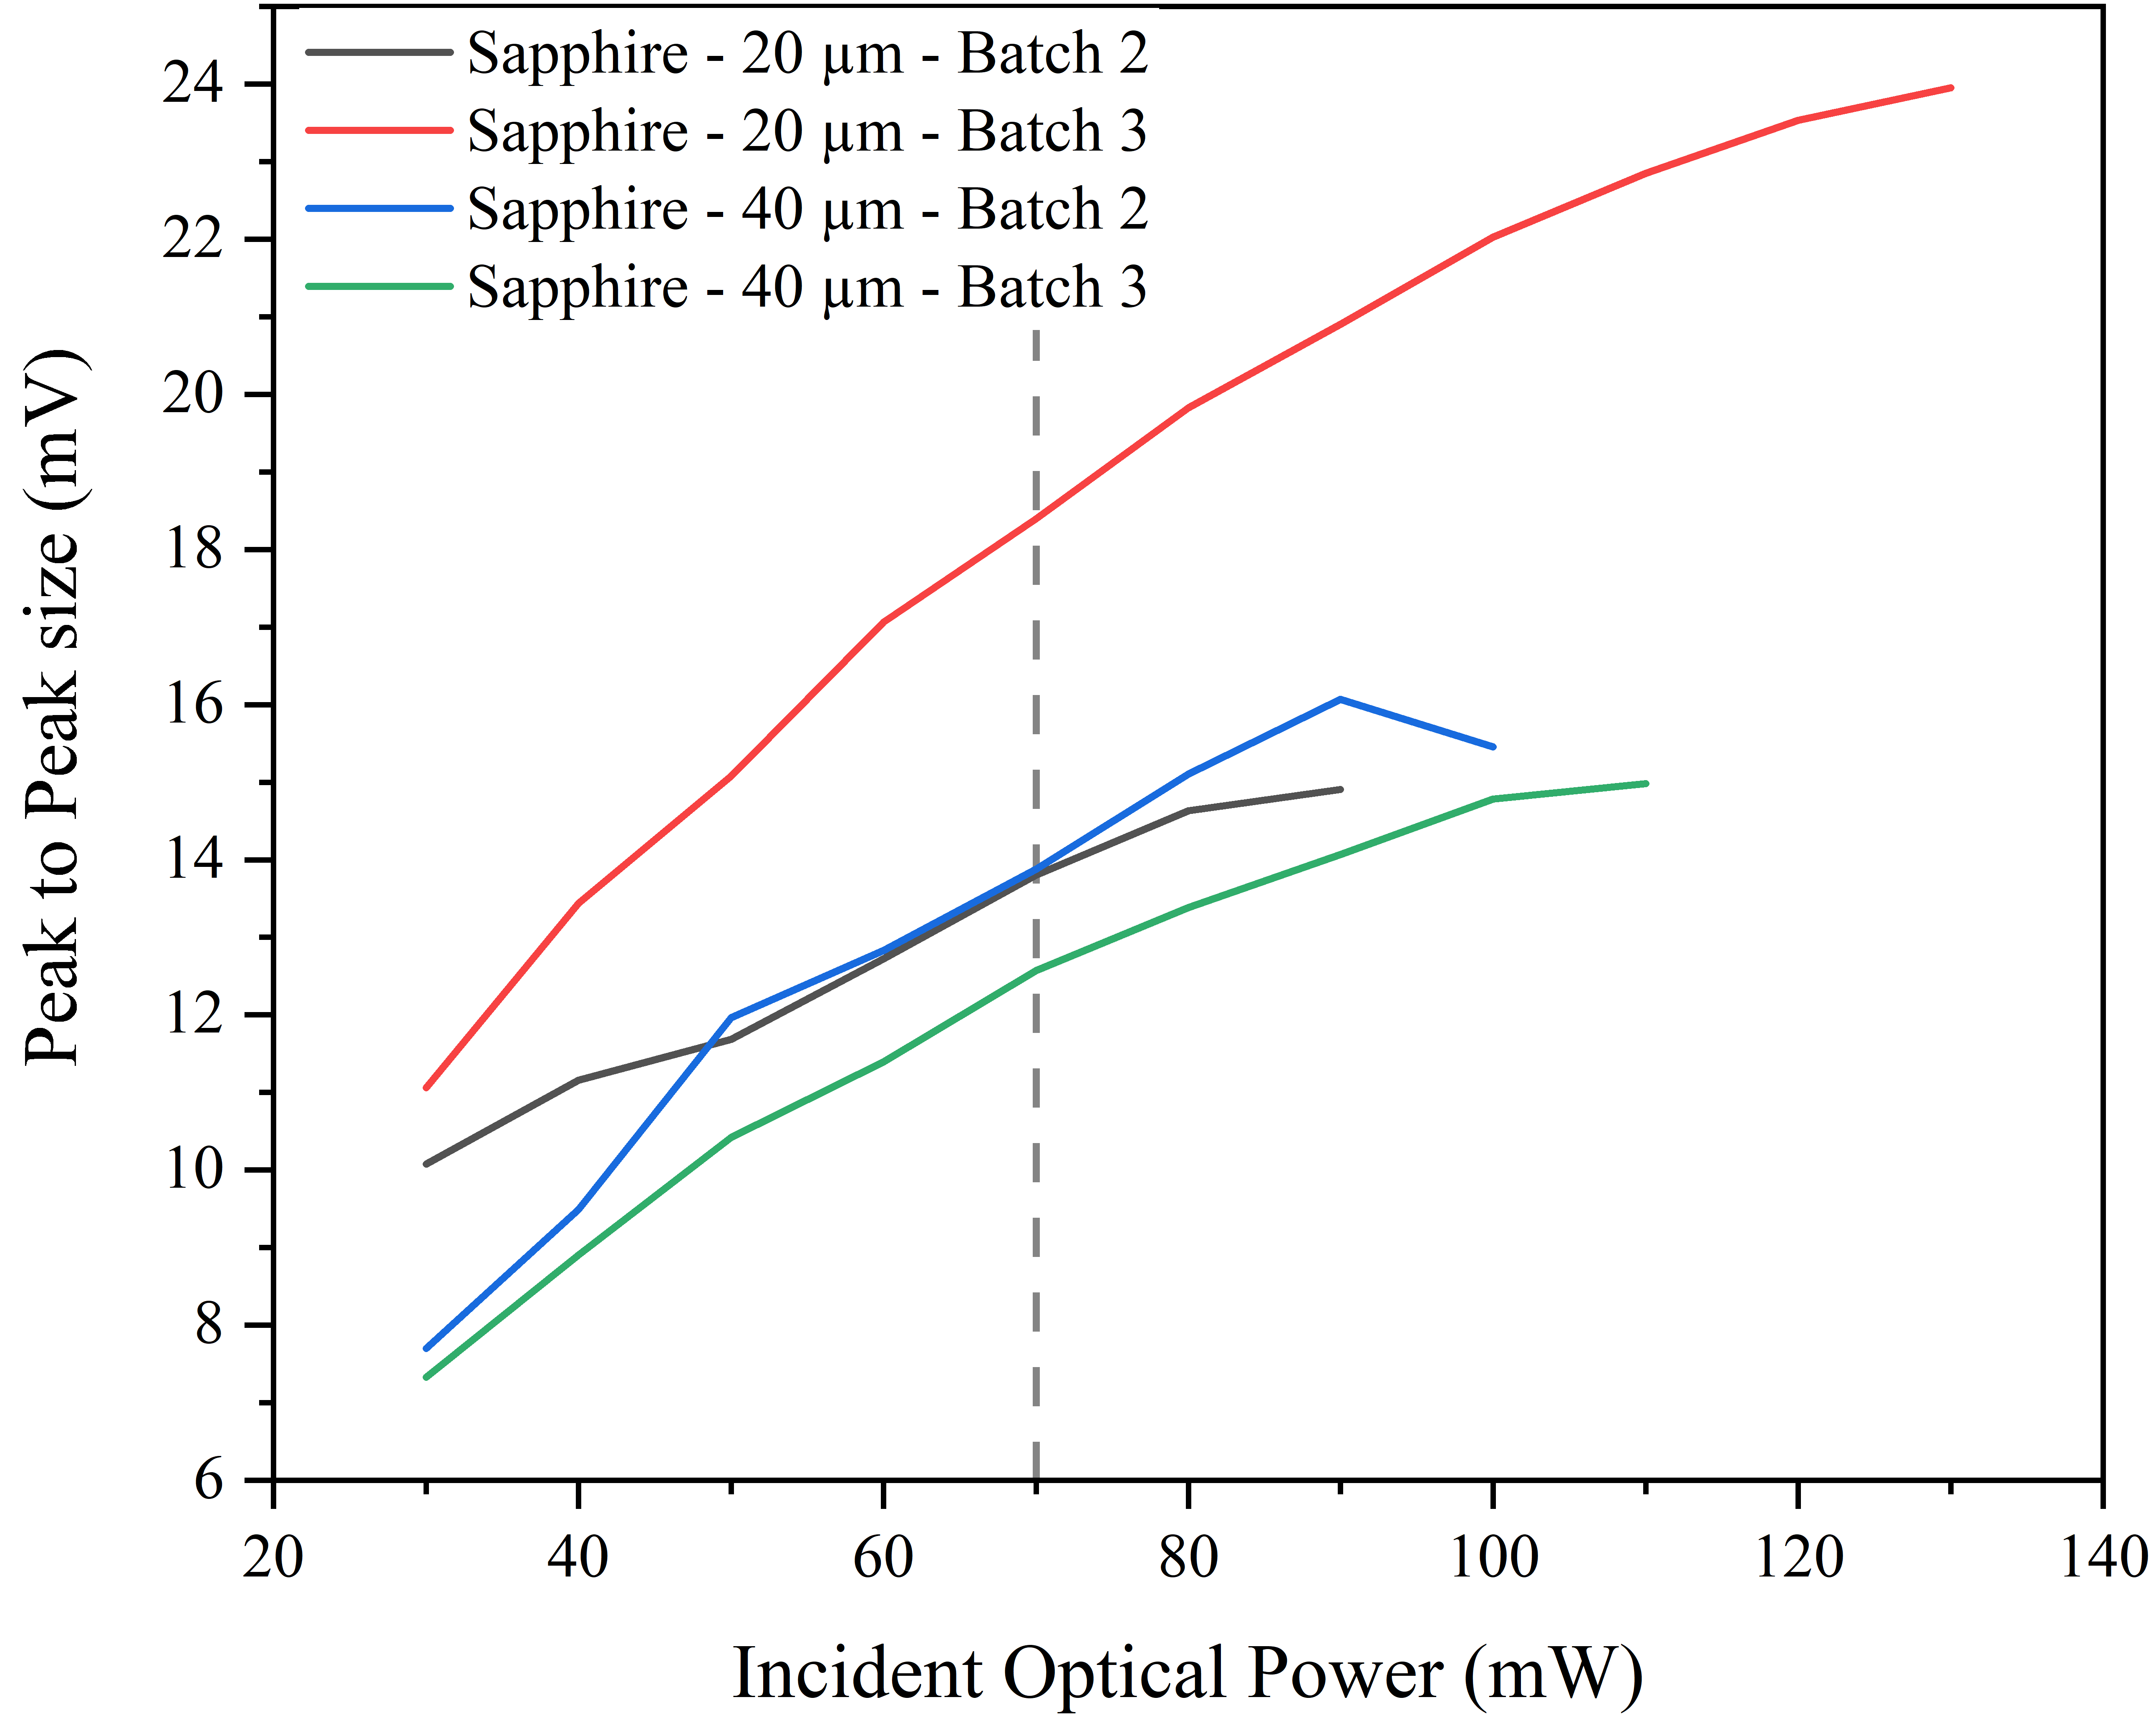 Sapphire - 20 µm - Batch 2
Sapphire - 20 µm - Batch 3
Sapphire - 40 µm - Batch 2
Sapphire - 40 µm - Batch 3
24
22
20
18
16
14
12
10
8
6
Peak to Peak size (mV)
20 40 60 80 100 120 140
Incident Optical Power (mW)